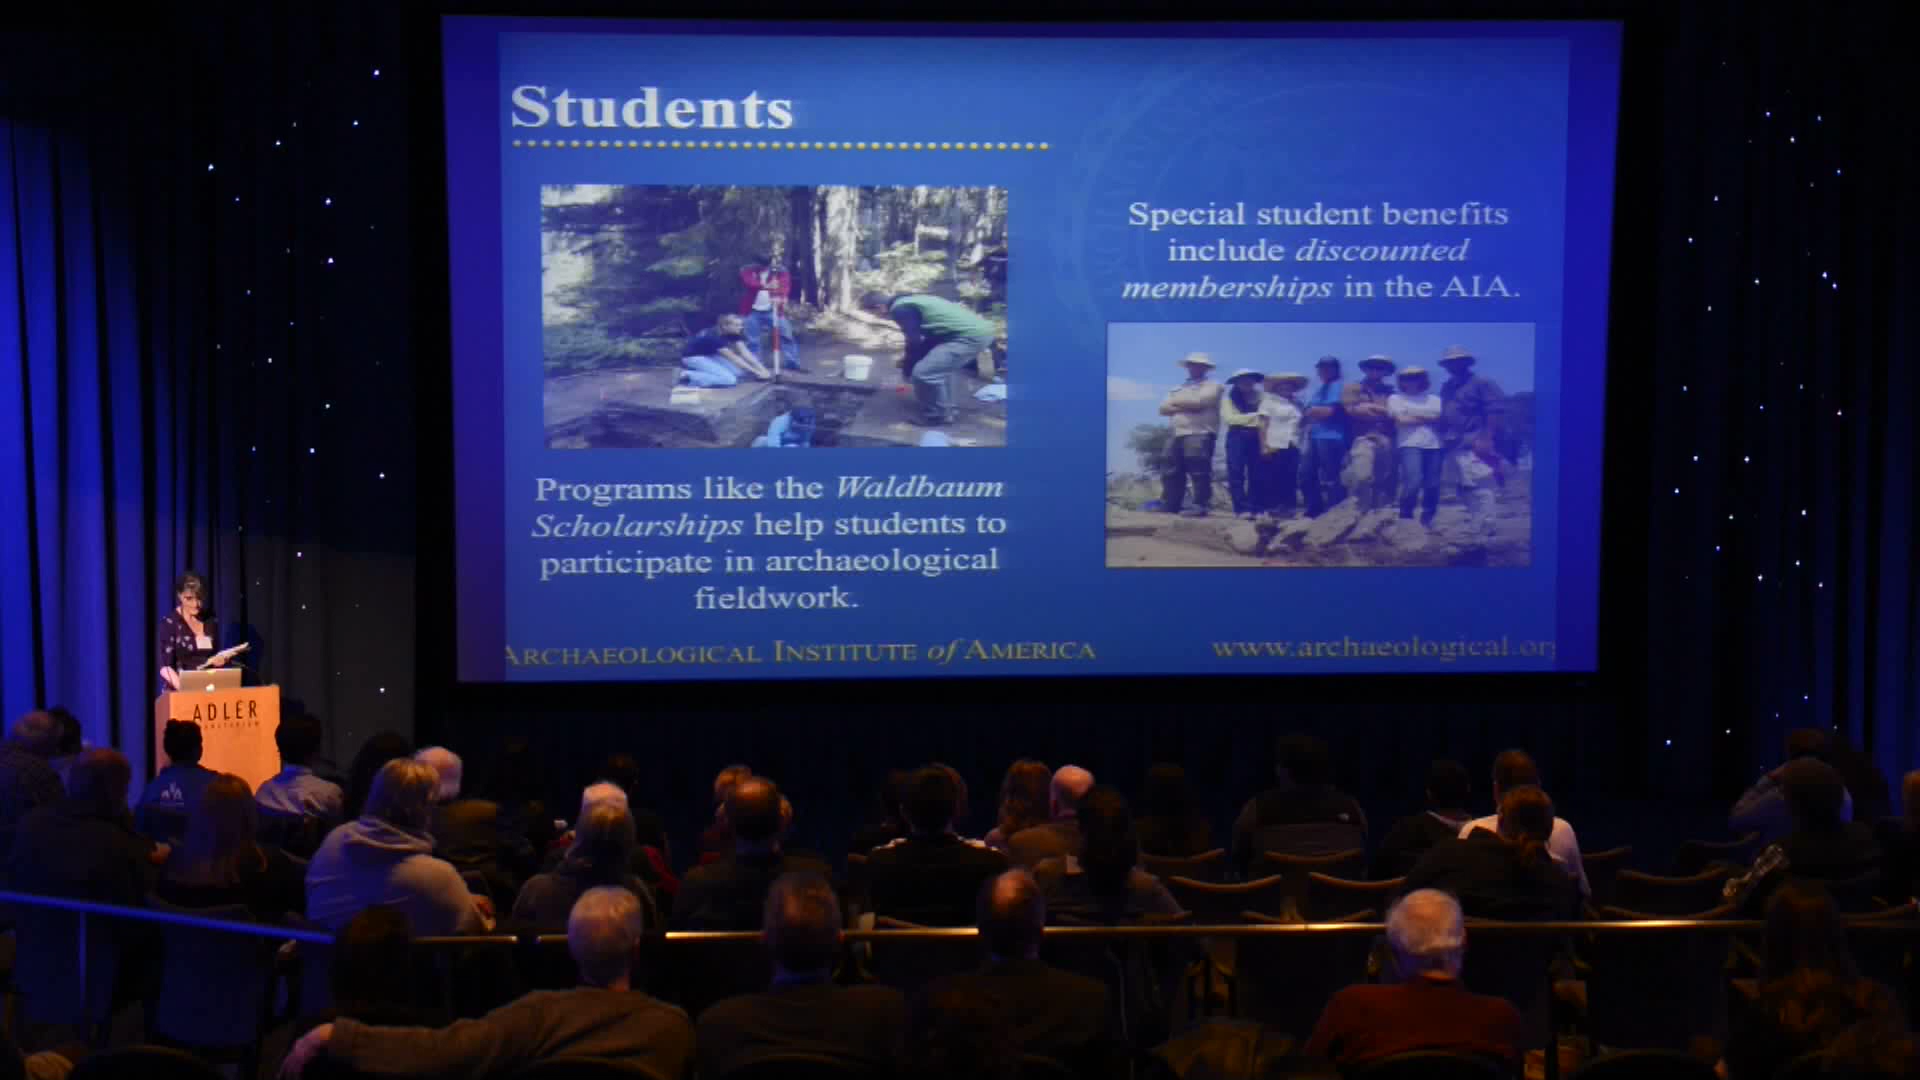 Students
Special student benefits
include discounted
memberships in the AIA.
Programs like the Waldbaum
Scholarships help students to
participate in archaeological
fieldwork.
ARCHAEOLOGICAL INSTITUTE of AMERICA
www.archaeological.org
ADLER